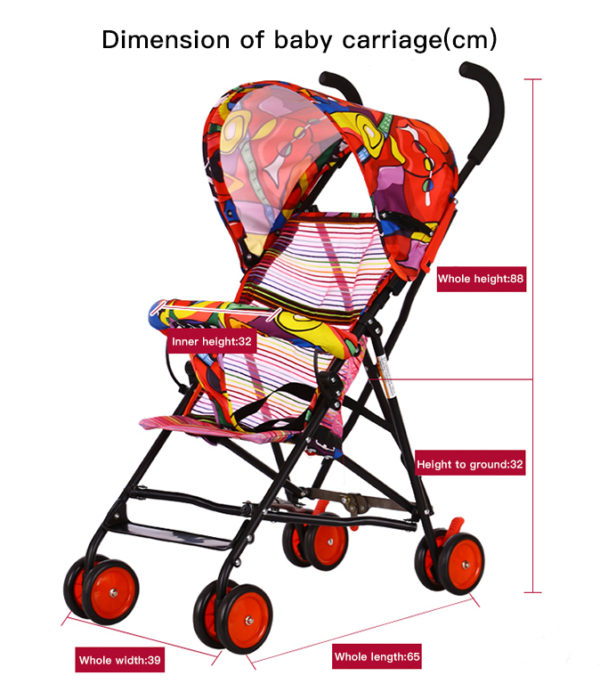 Dimension of baby carriage(cm)
Whole height:88
Inner height:32
Height to ground:32
Whole width:39
Whole length:65